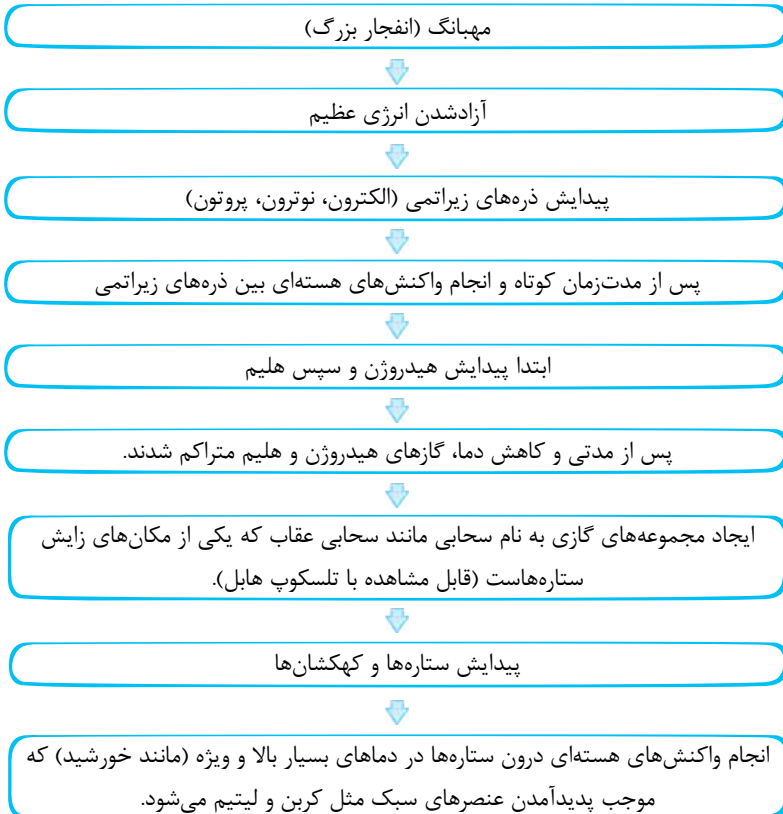 مهبانگ (انفجار بزرگ)
آزادشدن انرژی عظیم
پیدایش ذره‌های زیراتمی (الکترون، نوترون، پروتون)
پس از مدت‌زمان کوتاه و انجام واکنش‌های هسته‌ای بین ذره‌های زیراتمی
ابتدا پیدایش هیدروژن و سپس هلیم
پس از مدتی و کاهش دما، گازهای هیدروژن و هلیم متراکم شدند.
ایجاد مجموعه‌های گازی به نام سحابی مانند سحابی عقاب که یکی از مکان‌های زایش
ستاره‌هاست (قابل مشاهده با تلسکوپ هابل).
پیدایش ستاره‌ها و کهکشان‌ها
انجام واکنش‌های هسته‌ای درون ستاره‌ها در دماهای بسیار بالا و ویژه (مانند خورشید) که
موجب پدیدآمدن عنصرهای سبک مثل کربن و لیتیم می‌شود.